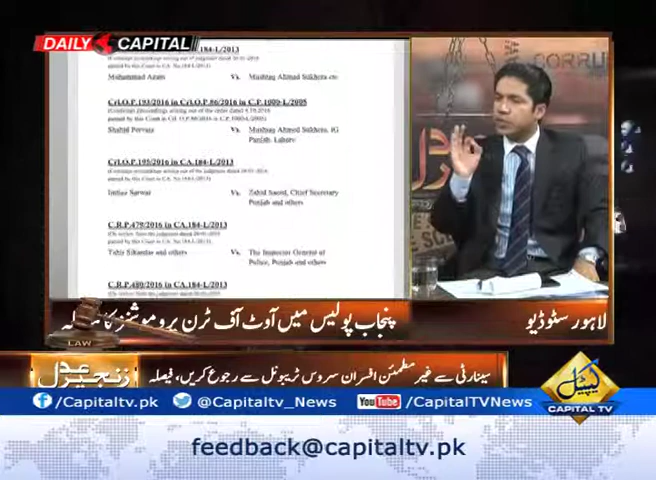 DAILY CAPITAL
184-L/2013
Muhammad Azam Vs. Mushtaq Ahmad Sukhera etc
Crl.O.P.193/2016 in Crl.O.P.86/2016 in C.P.1000-L/2005
Shahid Pervaiz Vs. Mushtaq Ahmad Sukhera, IG
Punjab, Lahore
Crl.O.P.195/2016 in CA.184-L/2013
Imtiaz Sarwar Vs. Zahid Saeed, Chief Secretary
Punjab and others
C.R.P.479/2016 in CA.184-L/2013
Tahir Sikandar and others Vs. The Inspector General of
Police, Punjab and others
C.R.P.480/2016 in CA.184-L/2013
پنجاب پولیس میں آوٹ آف ٹرن پروموشنز کا
لاہور سٹوڈیو
LAW
زنجیرِ عدل
سینارٹی سے غیر مطمئن افسران سروس ٹریبونل سے رجوع کریں، فیصلہ
کیپیٹل
CAPITAL TV
/Capitaltv.pk @Capitaltv_News YouTube /CapitalTVNews
feedback@capitaltv.pk